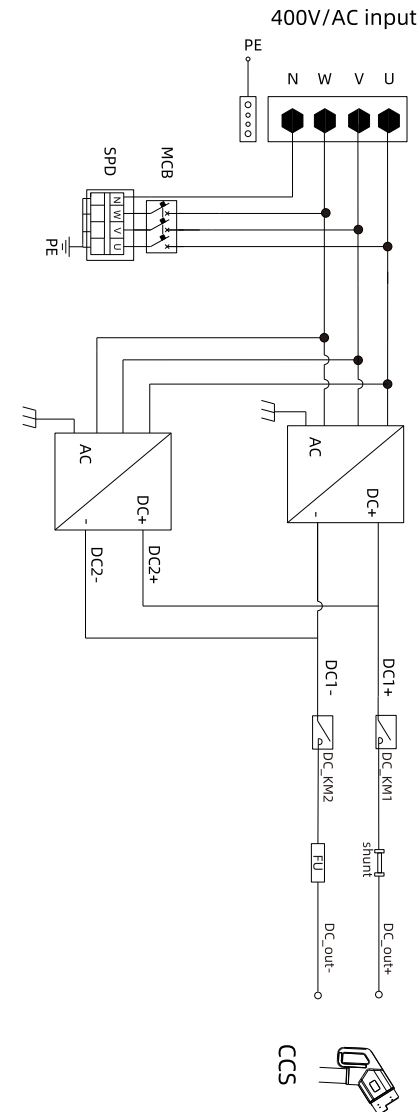 400V/AC input
PE
N W V U
SPD
MCB
N
W
V
U
PE
AC
DC+
-
AC
DC+
-
DC2-
DC2+
DC1-
DC1+
DC_KM2
DC_KM1
FU
shunt
DC_out-
DC_out+
CCS